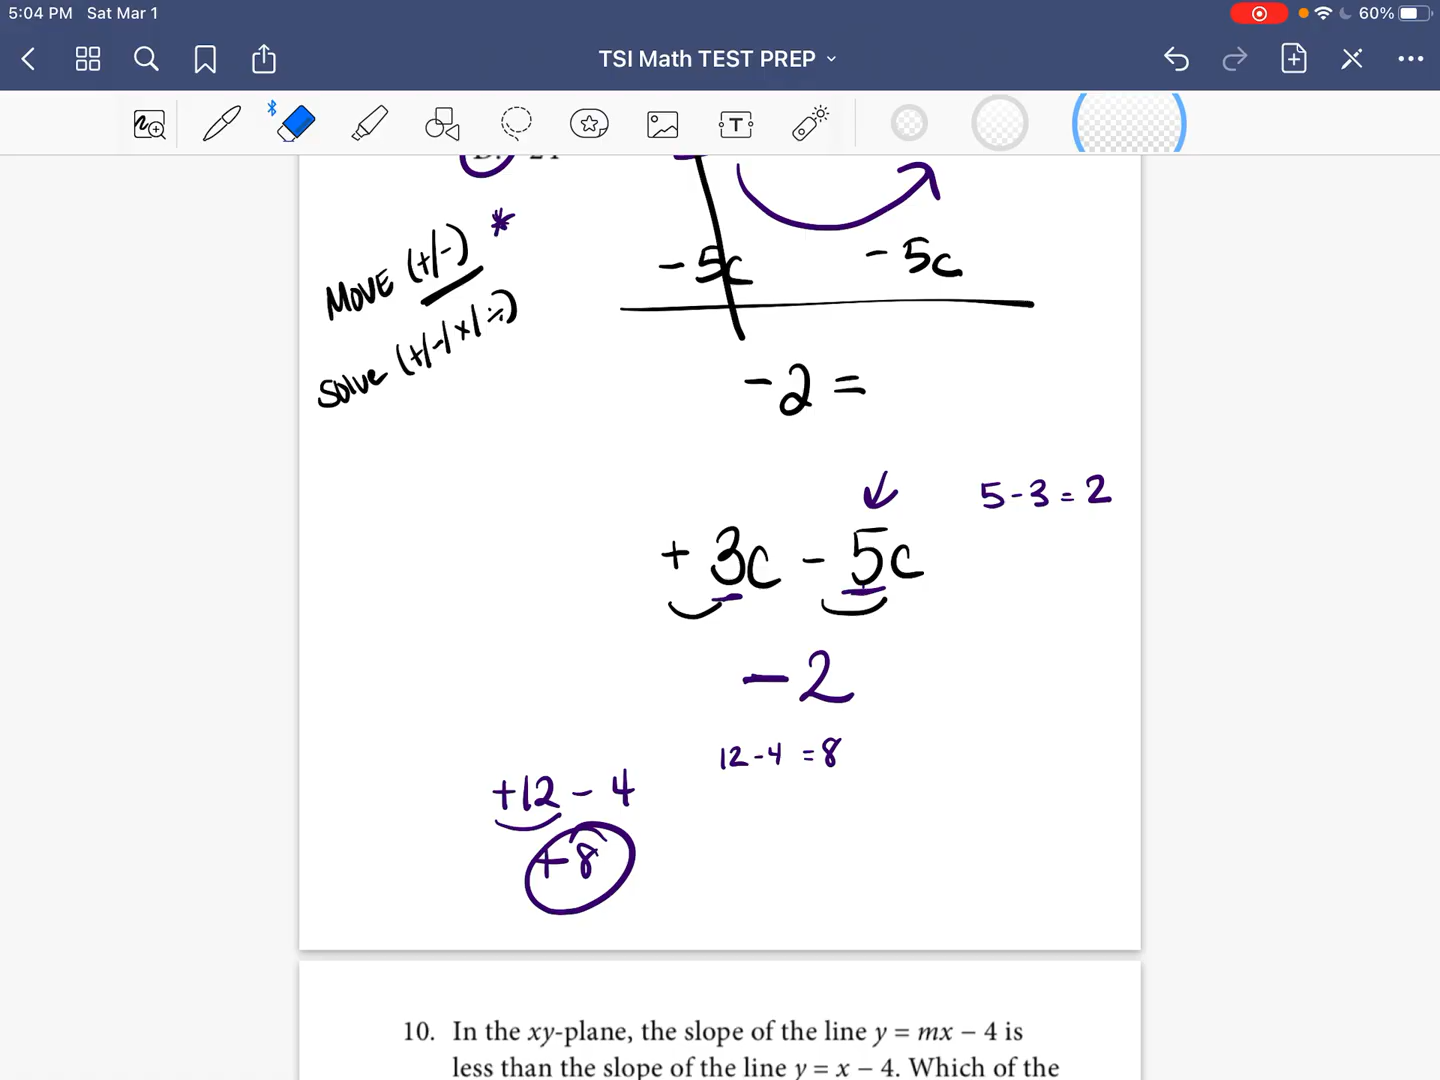 5:04 PM Sat Mar 1
60%
TSI Math TEST PREP
T
Move (+/-) *
Solve (+/-/×/÷)
-5c -5c
-2 =
5-3=2
+3c - 5c
-2
12-4 =8
+12-4
+8
10. In the xy-plane, the slope of the line y = mx − 4 is
less than the slope of the line y = x − 4. Which of the